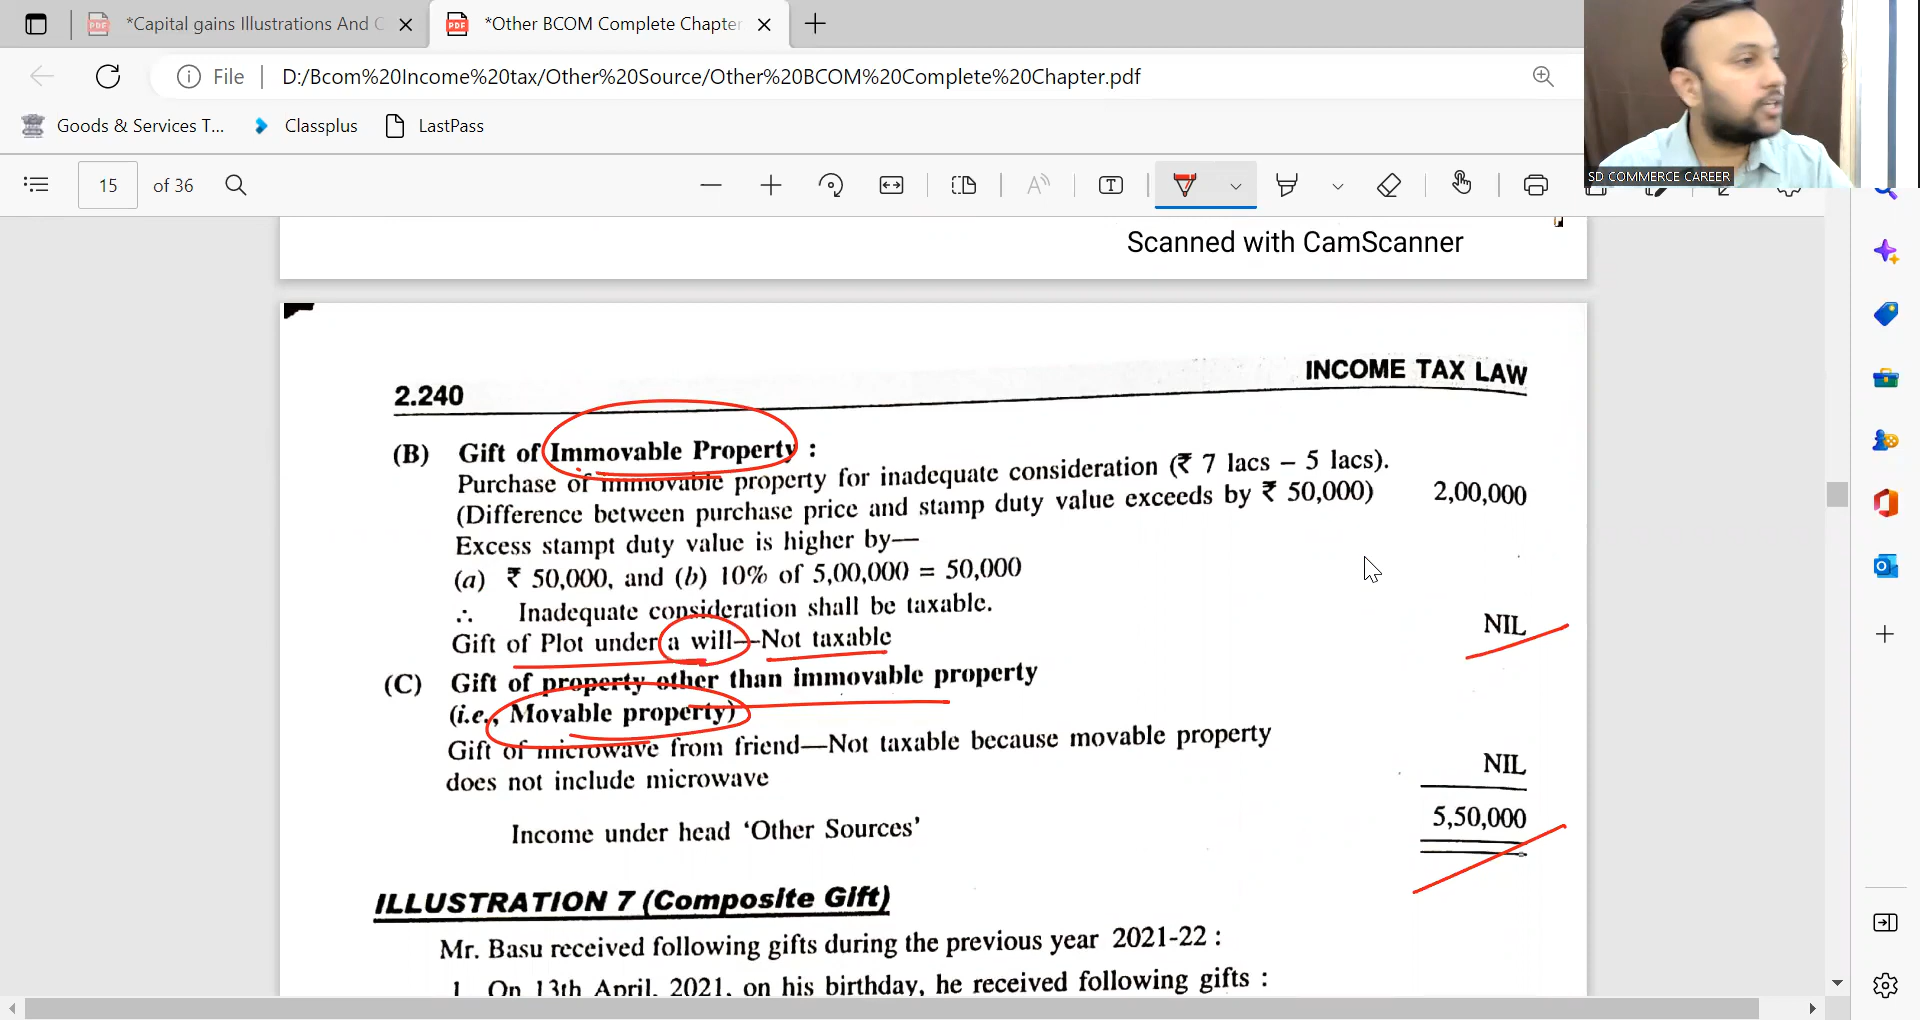 *Capital gains Illustrations And C
*Other BCOM Complete Chapter
File
D:/Bcom%20Income%20tax/Other%20Source/Other%20BCOM%20Complete%20Chapter.pdf
Goods & Services T...
Classplus
LastPass
15 of 36
SD COMMERCE CAREER
Scanned with CamScanner
2.240
INCOME TAX LAW
(B) Gift of Immovable Property :
Purchase of immovable property for inadequate consideration (₹ 7 lacs – 5 lacs).
(Difference between purchase price and stamp duty value exceeds by ₹ 50,000) 2,00,000
Excess stampt duty value is higher by—
(a) ₹ 50,000, and (b) 10% of 5,00,000 = 50,000
∴ Inadequate consideration shall be taxable.
Gift of Plot under a will—Not taxable NIL
(C) Gift of property other than immovable property
(i.e., Movable property)
Gift of microwave from friend—Not taxable because movable property
does not include microwave NIL
Income under head ‘Other Sources’ 5,50,000
ILLUSTRATION 7 (Composite Gift)
Mr. Basu received following gifts during the previous year 2021-22 :
1. On 13th April, 2021, on his birthday, he received following gifts :